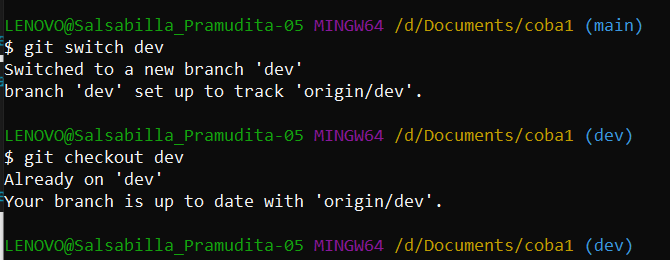 LENOVO@Salsabilla_Pramudita-05 MINGW64 /d/Documents/coba1 (main)
$ git switch dev
Switched to a new branch 'dev'
branch 'dev' set up to track 'origin/dev'.
LENOVO@Salsabilla_Pramudita-05 MINGW64 /d/Documents/coba1 (dev)
$ git checkout dev
Already on 'dev'
Your branch is up to date with 'origin/dev'.
LENOVO@Salsabilla_Pramudita-05 MINGW64 /d/Documents/coba1 (dev)